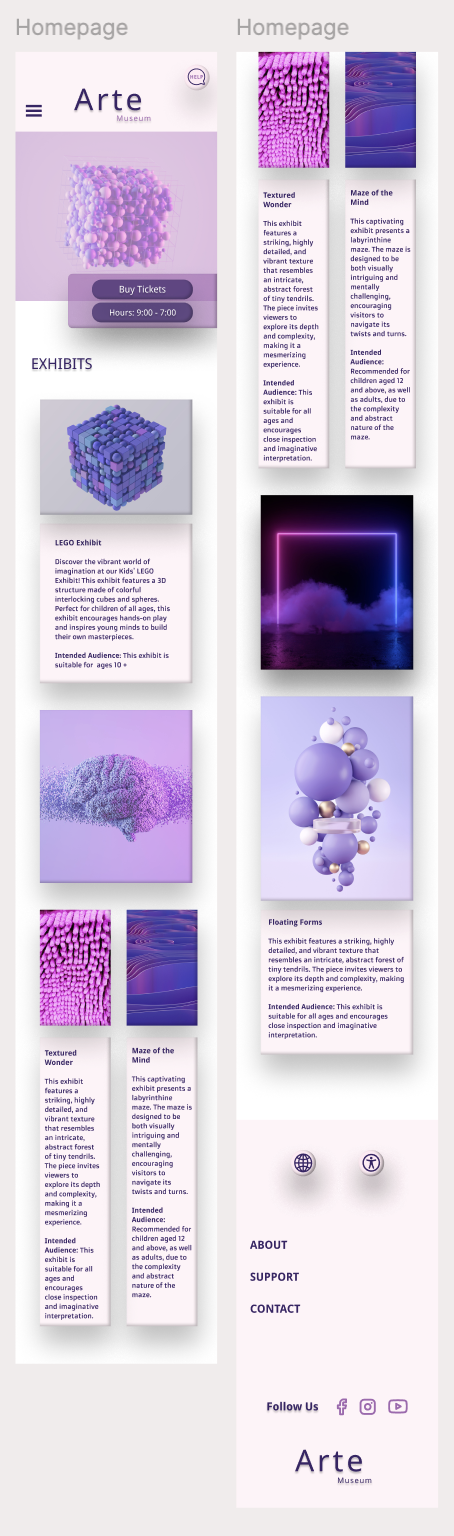 Homepage
HELP
Arte
Museum
Buy Tickets
Hours: 9:00 - 7:00
EXHIBITS
LEGO Exhibit
Discover the vibrant world of
imagination at our Kids' LEGO
Exhibit! This exhibit features a 3D
structure made of colorful
interlocking cubes and spheres.
Perfect for children of all ages, this
exhibit encourages hands-on play
and inspires young minds to build
their own masterpieces.
Intended Audience: This exhibit is
suitable for ages 10 +
Textured
Wonder
This exhibit
features a
striking, highly
detailed, and
vibrant texture
that resembles
an intricate,
abstract forest
of tiny tendrils.
The piece invites
viewers to
explore its depth
and complexity,
making it a
mesmerizing
experience.
Intended
Audience: This
exhibit is
suitable for all
ages and
encourages
close inspection
and imaginative
interpretation.
Maze of the
Mind
This captivating
exhibit presents a
labyrinthine
maze. The maze is
designed to be
both visually
intriguing and
mentally
challenging,
encouraging
visitors to
navigate its
twists and turns.
Intended
Audience:
Recommended for
children aged 12
and above, as well
as adults, due to
the complexity
and abstract
nature of the
maze.
Homepage
Textured
Wonder
This exhibit
features a
striking, highly
detailed, and
vibrant texture
that resembles
an intricate,
abstract forest
of tiny tendrils.
The piece invites
viewers to
explore its depth
and complexity,
making it a
mesmerizing
experience.
Intended
Audience: This
exhibit is
suitable for all
ages and
encourages
close inspection
and imaginative
interpretation.
Maze of the
Mind
This captivating
exhibit presents a
labyrinthine
maze. The maze is
designed to be
both visually
intriguing and
mentally
challenging,
encouraging
visitors to
navigate its
twists and turns.
Intended
Audience:
Recommended for
children aged 12
and above, as well
as adults, due to
the complexity
and abstract
nature of the
maze.
Floating Forms
This exhibit features a striking, highly
detailed, and vibrant texture that
resembles an intricate, abstract forest of
tiny tendrils. The piece invites viewers to
explore its depth and complexity, making
it a mesmerizing experience.
Intended Audience: This exhibit is
suitable for all ages and encourages
close inspection and imaginative
interpretation.
ABOUT
SUPPORT
CONTACT
Follow Us
Arte
Museum